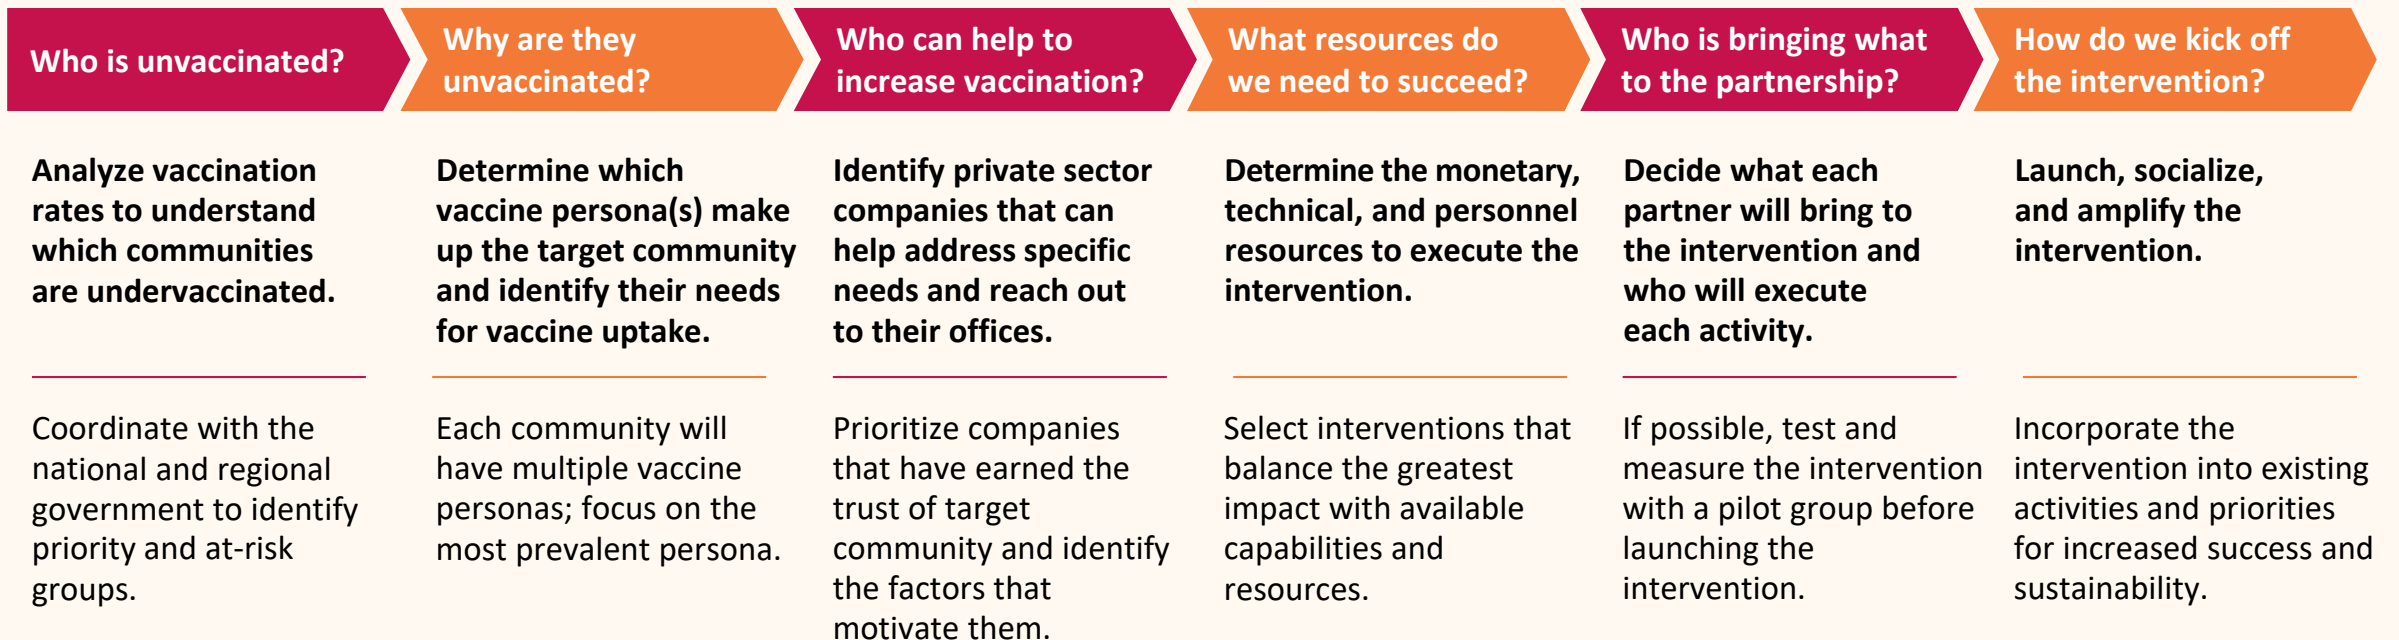 Who is unvaccinated?
Why are they
unvaccinated?
Who can help to
increase vaccination?
What resources do
we need to succeed?
Who is bringing what
to the partnership?
How do we kick off
the intervention?
Analyze vaccination
rates to understand
which communities
are undervaccinated.
Determine which
vaccine persona(s) make
up the target community
and identify their needs
for vaccine uptake.
Identify private sector
companies that can
help address specific
needs and reach out
to their offices.
Determine the monetary,
technical, and personnel
resources to execute the
intervention.
Decide what each
partner will bring to
the intervention and
who will execute
each activity.
Launch, socialize,
and amplify the
intervention.
Coordinate with the
national and regional
government to identify
priority and at-risk
groups.
Each community will
have multiple vaccine
personas; focus on the
most prevalent persona.
Prioritize companies
that have earned the
trust of target
community and identify
the factors that
motivate them.
Select interventions that
balance the greatest
impact with available
capabilities and
resources.
If possible, test and
measure the intervention
with a pilot group before
launching the
intervention.
Incorporate the
intervention into existing
activities and priorities
for increased success and
sustainability.